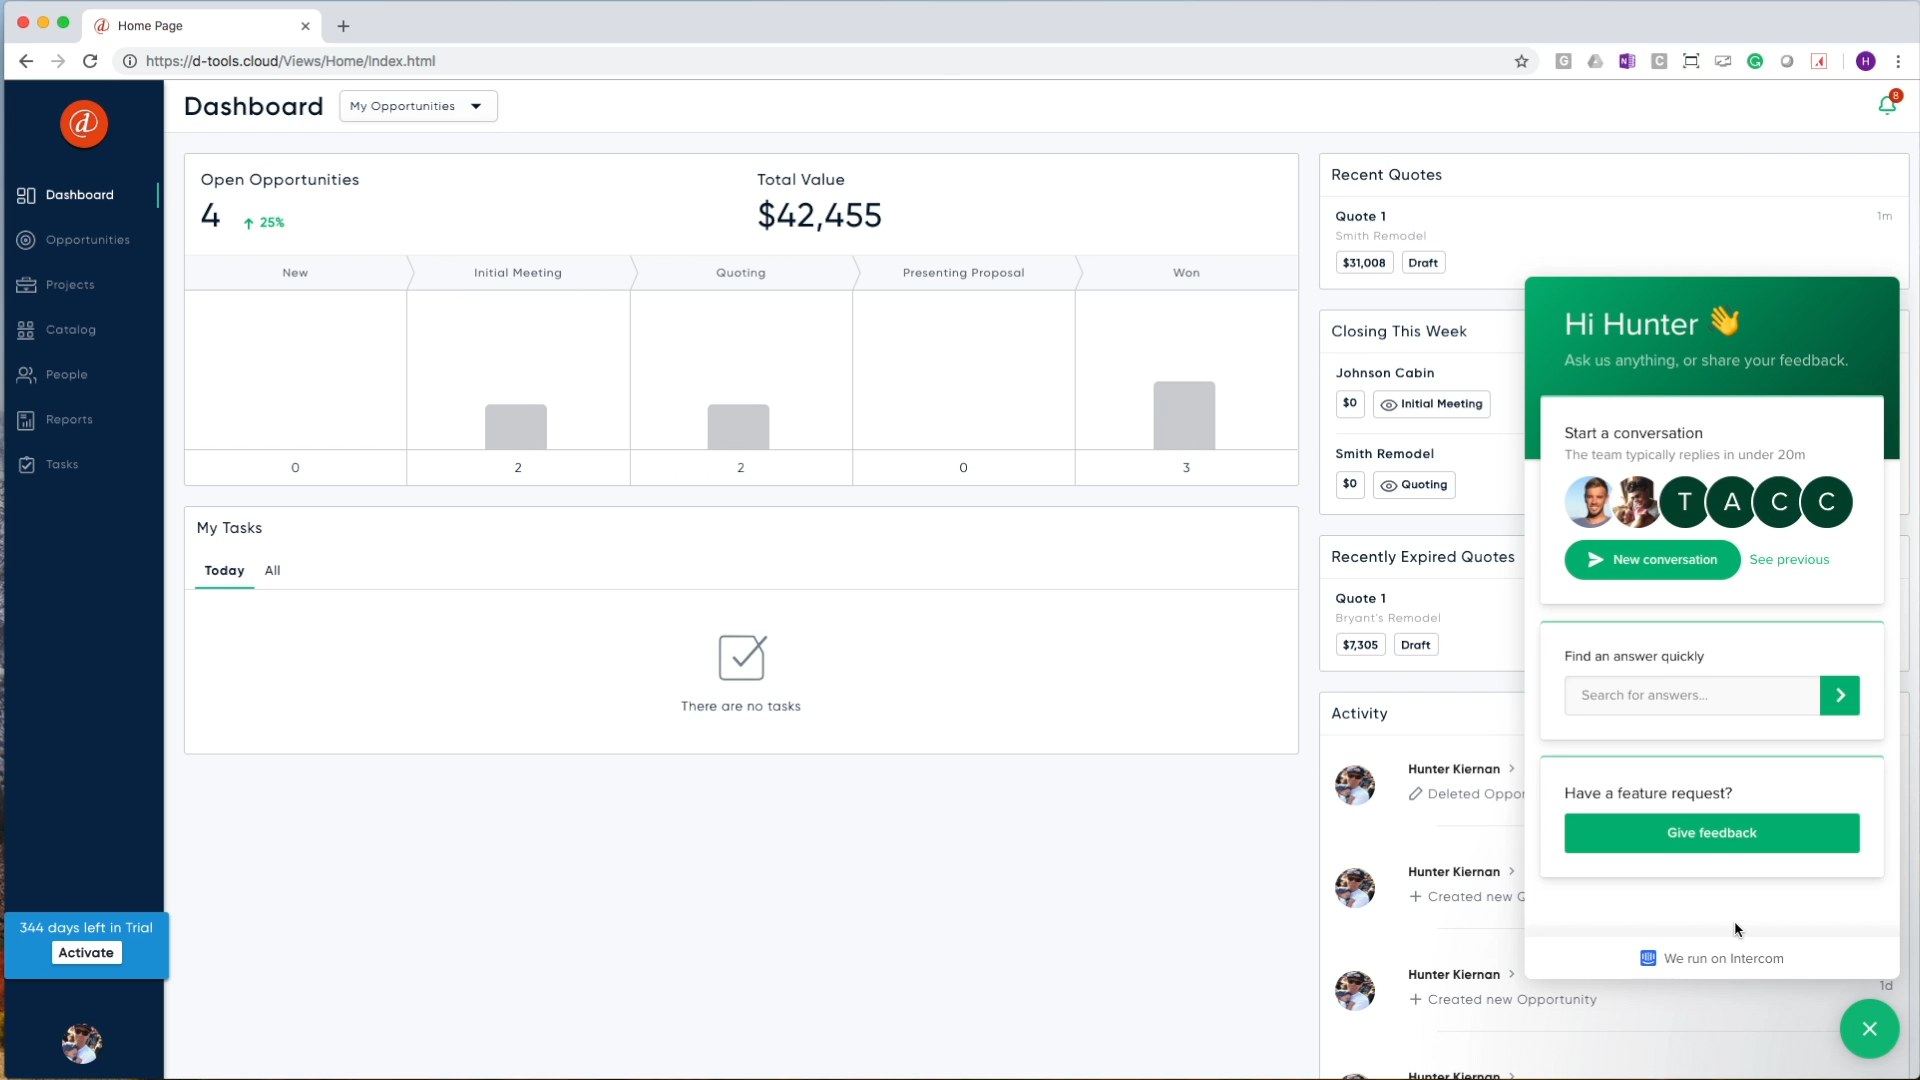 Home Page
https://d-tools.cloud/Views/Home/Index.html
H
d
Dashboard
Opportunities
Projects
Catalog
People
Reports
Tasks
344 days left in Trial
Activate
Dashboard
My Opportunities
8
Open Opportunities
4 ↑ 25%
Total Value
$42,455
New Initial Meeting Quoting Presenting Proposal Won
0 2 2 0 3
My Tasks
Today All
There are no tasks
Recent Quotes
Quote 1 1m
Smith Remodel
$31,008 Draft
Closing This Week
Johnson Cabin
$0 Initial Meeting
Smith Remodel
$0 Quoting
Recently Expired Quotes
Quote 1
Bryant's Remodel
$7,305 Draft
Activity
Hunter Kiernan
Deleted Oppor
Hunter Kiernan
Created new
Hunter Kiernan
1d
Created new Opportunity
Hunter Kiernan
Hi Hunter 👋
Ask us anything, or share your feedback.
Start a conversation
The team typically replies in under 20m
T A C C
New conversation See previous
Find an answer quickly
Search for answers...
Have a feature request?
Give feedback
We run on Intercom